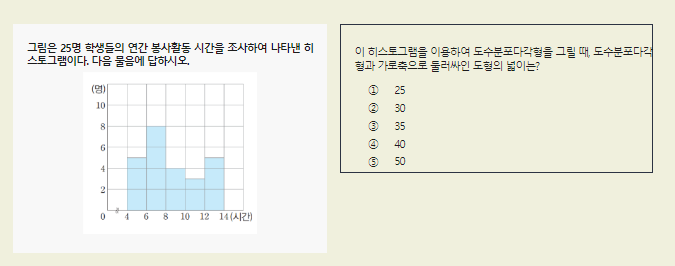 그림은 25명 학생들의 연간 봉사활동 시간을 조사하여 나타낸 히
스토그램이다. 다음 물음에 답하시오.
(명)
10
8
6
4
2
0 4 6 8 10 12 14 (시간)
이 히스토그램을 이용하여 도수분포다각형을 그릴 때, 도수분포다각
형과 가로축으로 둘러싸인 도형의 넓이는?
① 25
② 30
③ 35
④ 40
⑤ 50